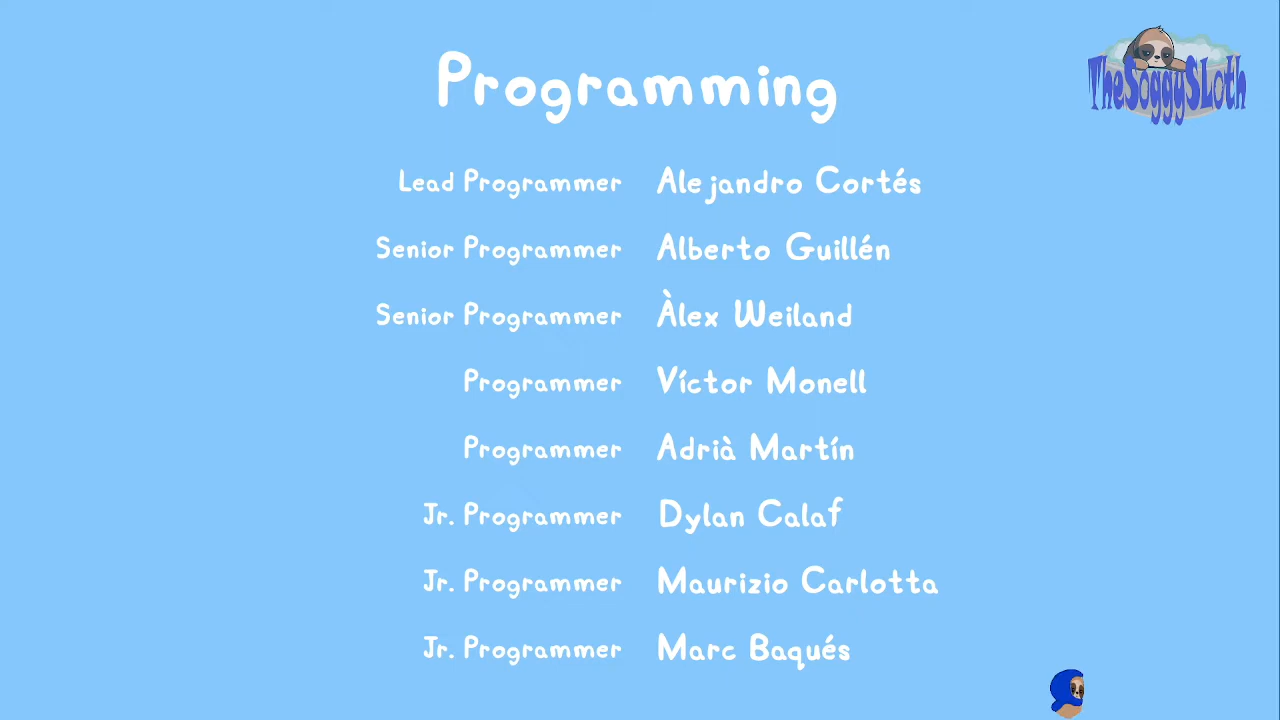 Programming
TheSoggySLoth
Lead Programmer Alejandro Cortés
Senior Programmer Alberto Guillén
Senior Programmer Àlex Weiland
Programmer Víctor Monell
Programmer Adrià Martín
Jr. Programmer Dylan Calaf
Jr. Programmer Maurizio Carlotta
Jr. Programmer Marc Baqués